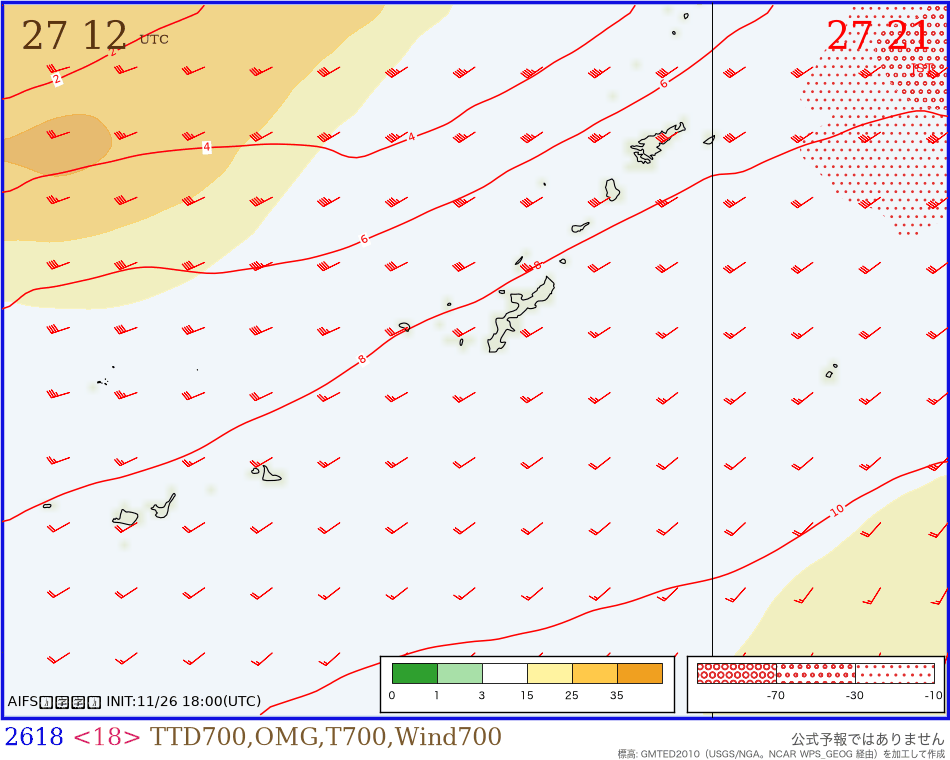 27 12 UTC
27 21
JST
2
2
4
4
6
6
8
8
10
0 1 3 15 25 35
-70 -30 -10
AIFS INIT:11/26 18:00(UTC)
2618 <18> TTD700,OMG,T700,Wind700
公式予報ではありません
標高: GMTED2010（USGS/NGA。NCAR WPS_GEOG 経由）を加工して作成